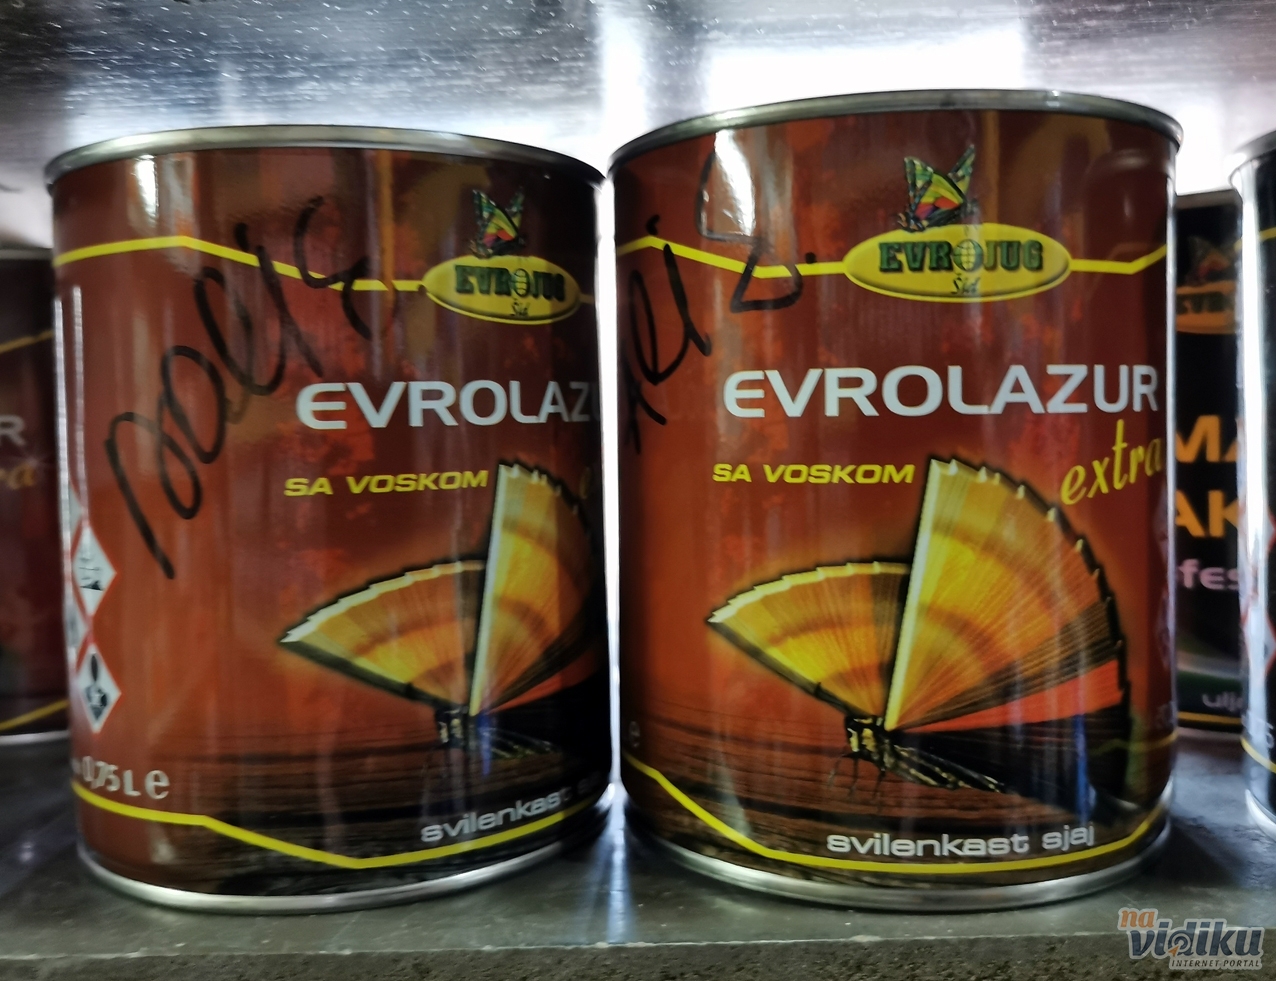 EVROJUG
Šid
EVROLAZUR
SA VOSKOM
0,75 L e
svilenkast
EVROJUG
Šid
EVROLAZUR
extra
SA VOSKOM
svilenkast sjaj
na
vidiku
INTERNET PORTAL